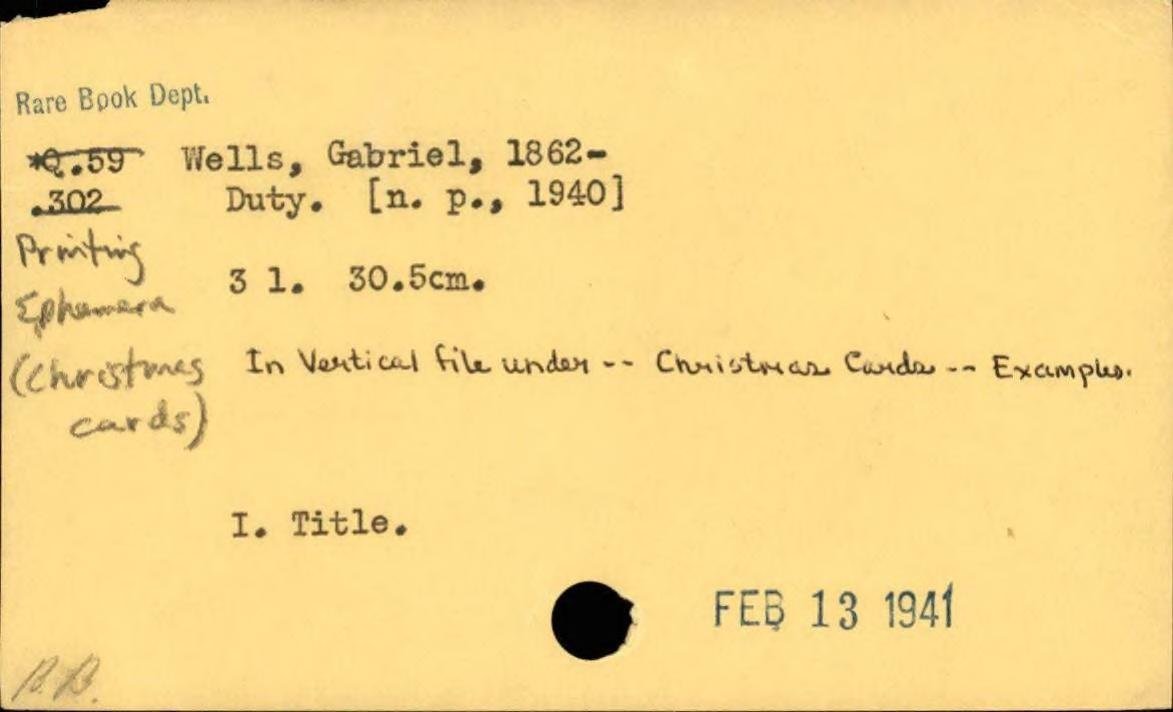 Rare Book Dept.
*Q.59 Wells, Gabriel, 1862-
.302 Duty. [n. p., 1940]
Printing
3 l. 30.5cm.
Ephemera
(Christmas In Vertical file under -- Christmas Cards -- Examples.
cards)
I. Title.
FEB 13 1941
B.B.